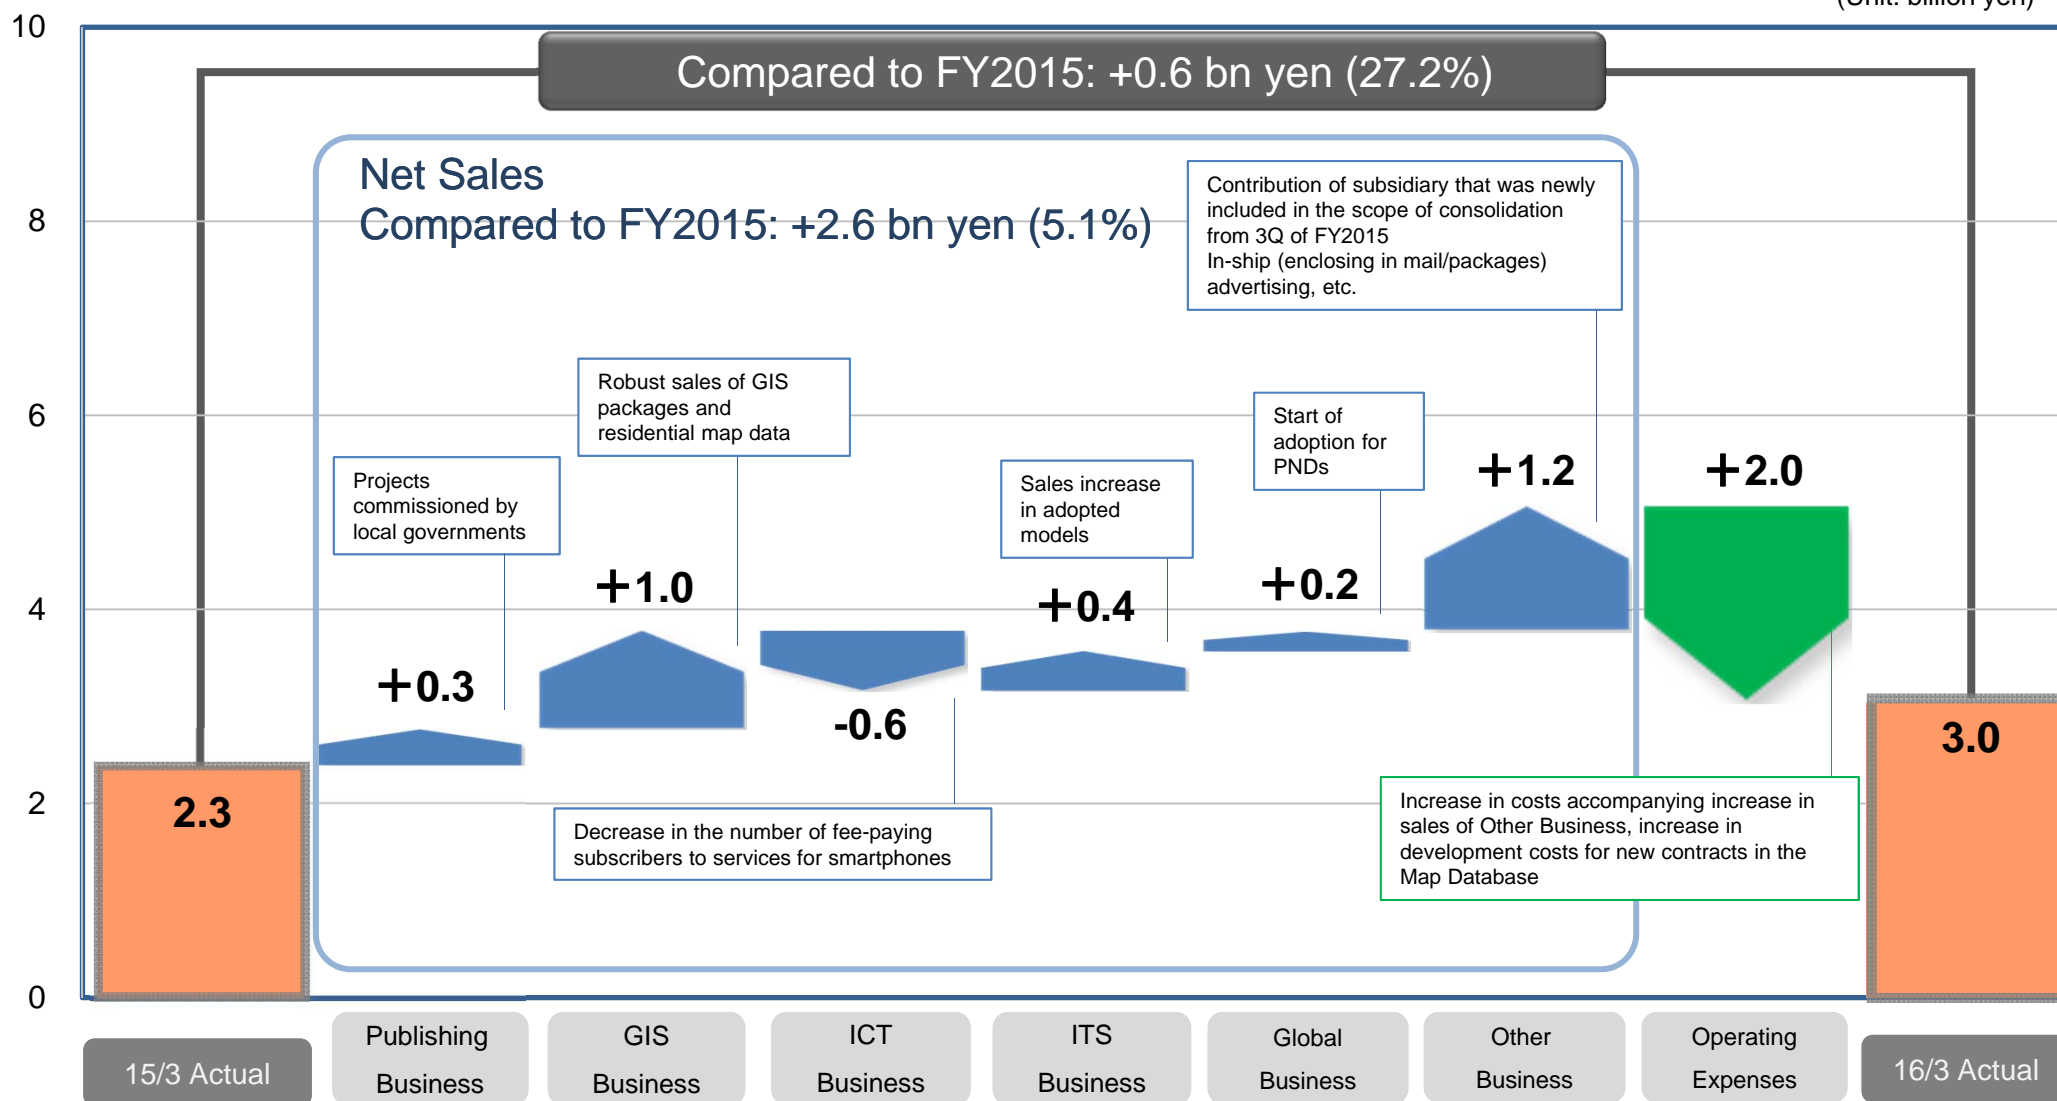 (Unit: billion yen)
10
Compared to FY2015: +0.6 bn yen (27.2%)
Net Sales
Compared to FY2015: +2.6 bn yen (5.1%)
Contribution of subsidiary that was newly
included in the scope of consolidation
from 3Q of FY2015
In-ship (enclosing in mail/packages)
advertising, etc.
8
Robust sales of GIS
packages and
residential map data
6
Start of
adoption for
PNDs
Projects
commissioned by
local governments
Sales increase
in adopted
models
+1.2
+2.0
+1.0
+0.4
+0.2
4
+0.3
-0.6
3.0
2.3
2
Decrease in the number of fee-paying
subscribers to services for smartphones
Increase in costs accompanying increase in
sales of Other Business, increase in
development costs for new contracts in the
Map Database
0
15/3 Actual
Publishing
Business
GIS
Business
ICT
Business
ITS
Business
Global
Business
Other
Business
Operating
Expenses
16/3 Actual